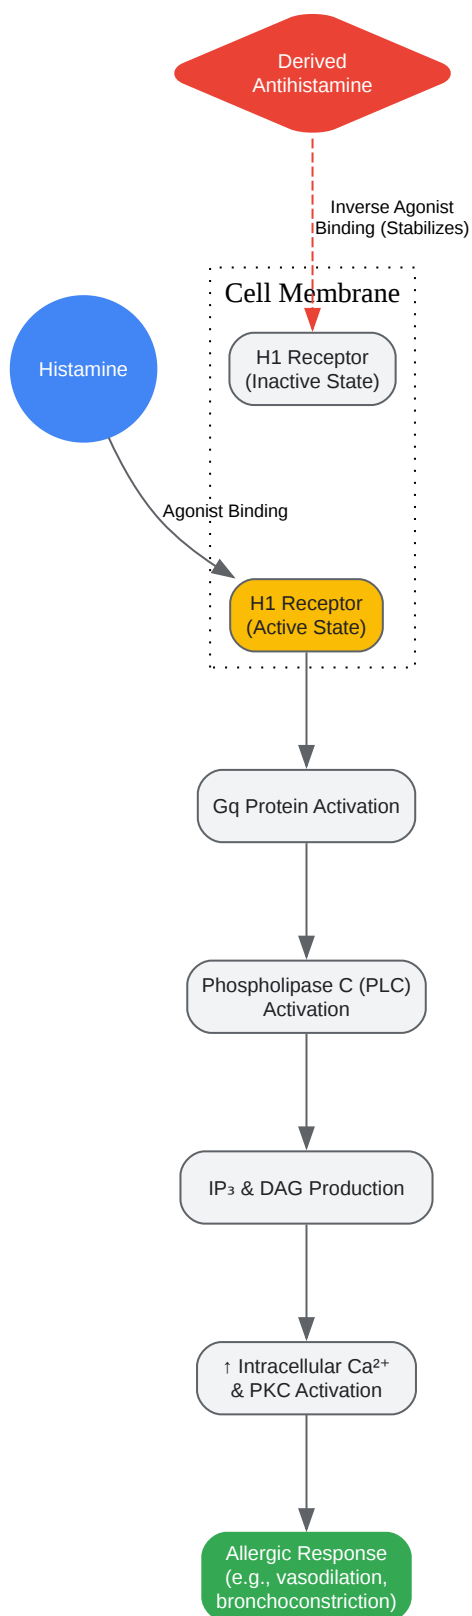 Derived
Antihistamine
Inverse Agonist
Binding (Stabilizes)
Cell Membrane
H1 Receptor
(Inactive State)
Histamine
Agonist Binding
H1 Receptor
(Active State)
Gq Protein Activation
Phospholipase C (PLC)
Activation
IP₃ & DAG Production
↑ Intracellular Ca²⁺
& PKC Activation
Allergic Response
(e.g., vasodilation,
bronchoconstriction)